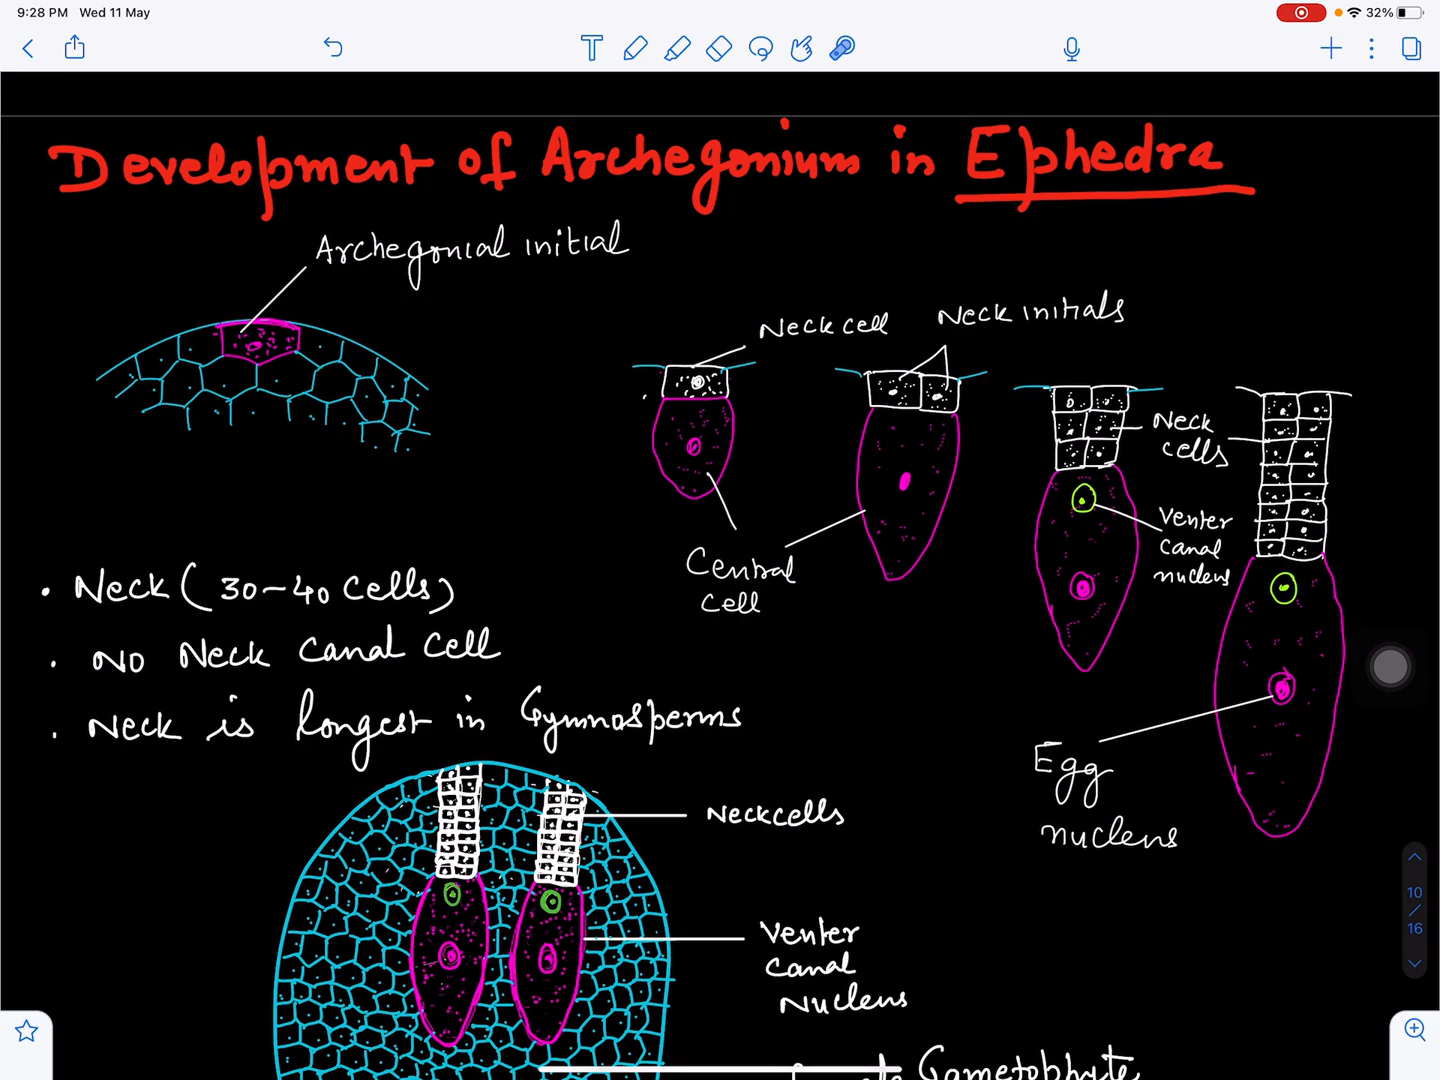 9:28 PM Wed 11 May
32%
Development of Archegonium in Ephedra
Archegonial initial
Neck cell
Neck initials
Neck
cells
Venter
canal
nucleus
Central
cell
• Neck (30-40 cells)
• No Neck canal cell
• Neck is longest in Gymnosperms
Egg
nucleus
Neckcells
Venter
canal
Nucleus
Gametophyte
10
/
16